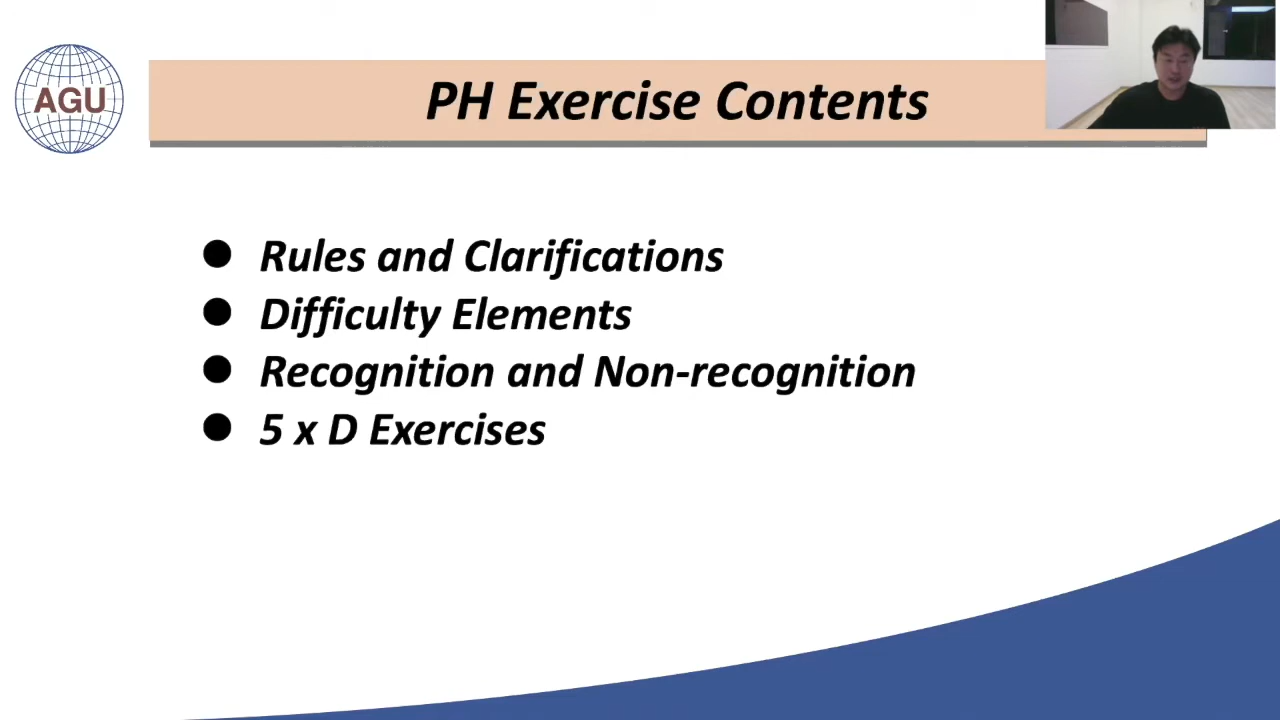 AGU
PH Exercise Contents
Rules and Clarifications
Difficulty Elements
Recognition and Non-recognition
5 x D Exercises